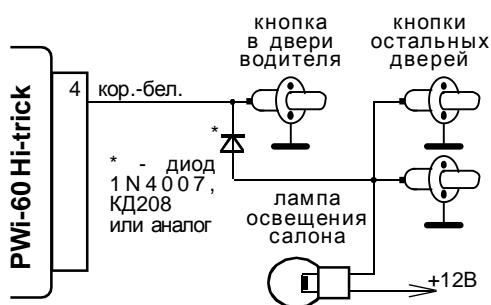 кнопка
в двери
водителя
кнопки
остальных
дверей
PWi-60 Hi-trick
4
кор.-бел.
*
* - диод
1N4007,
КД208
или аналог
лампа
освещения
салона
+12В